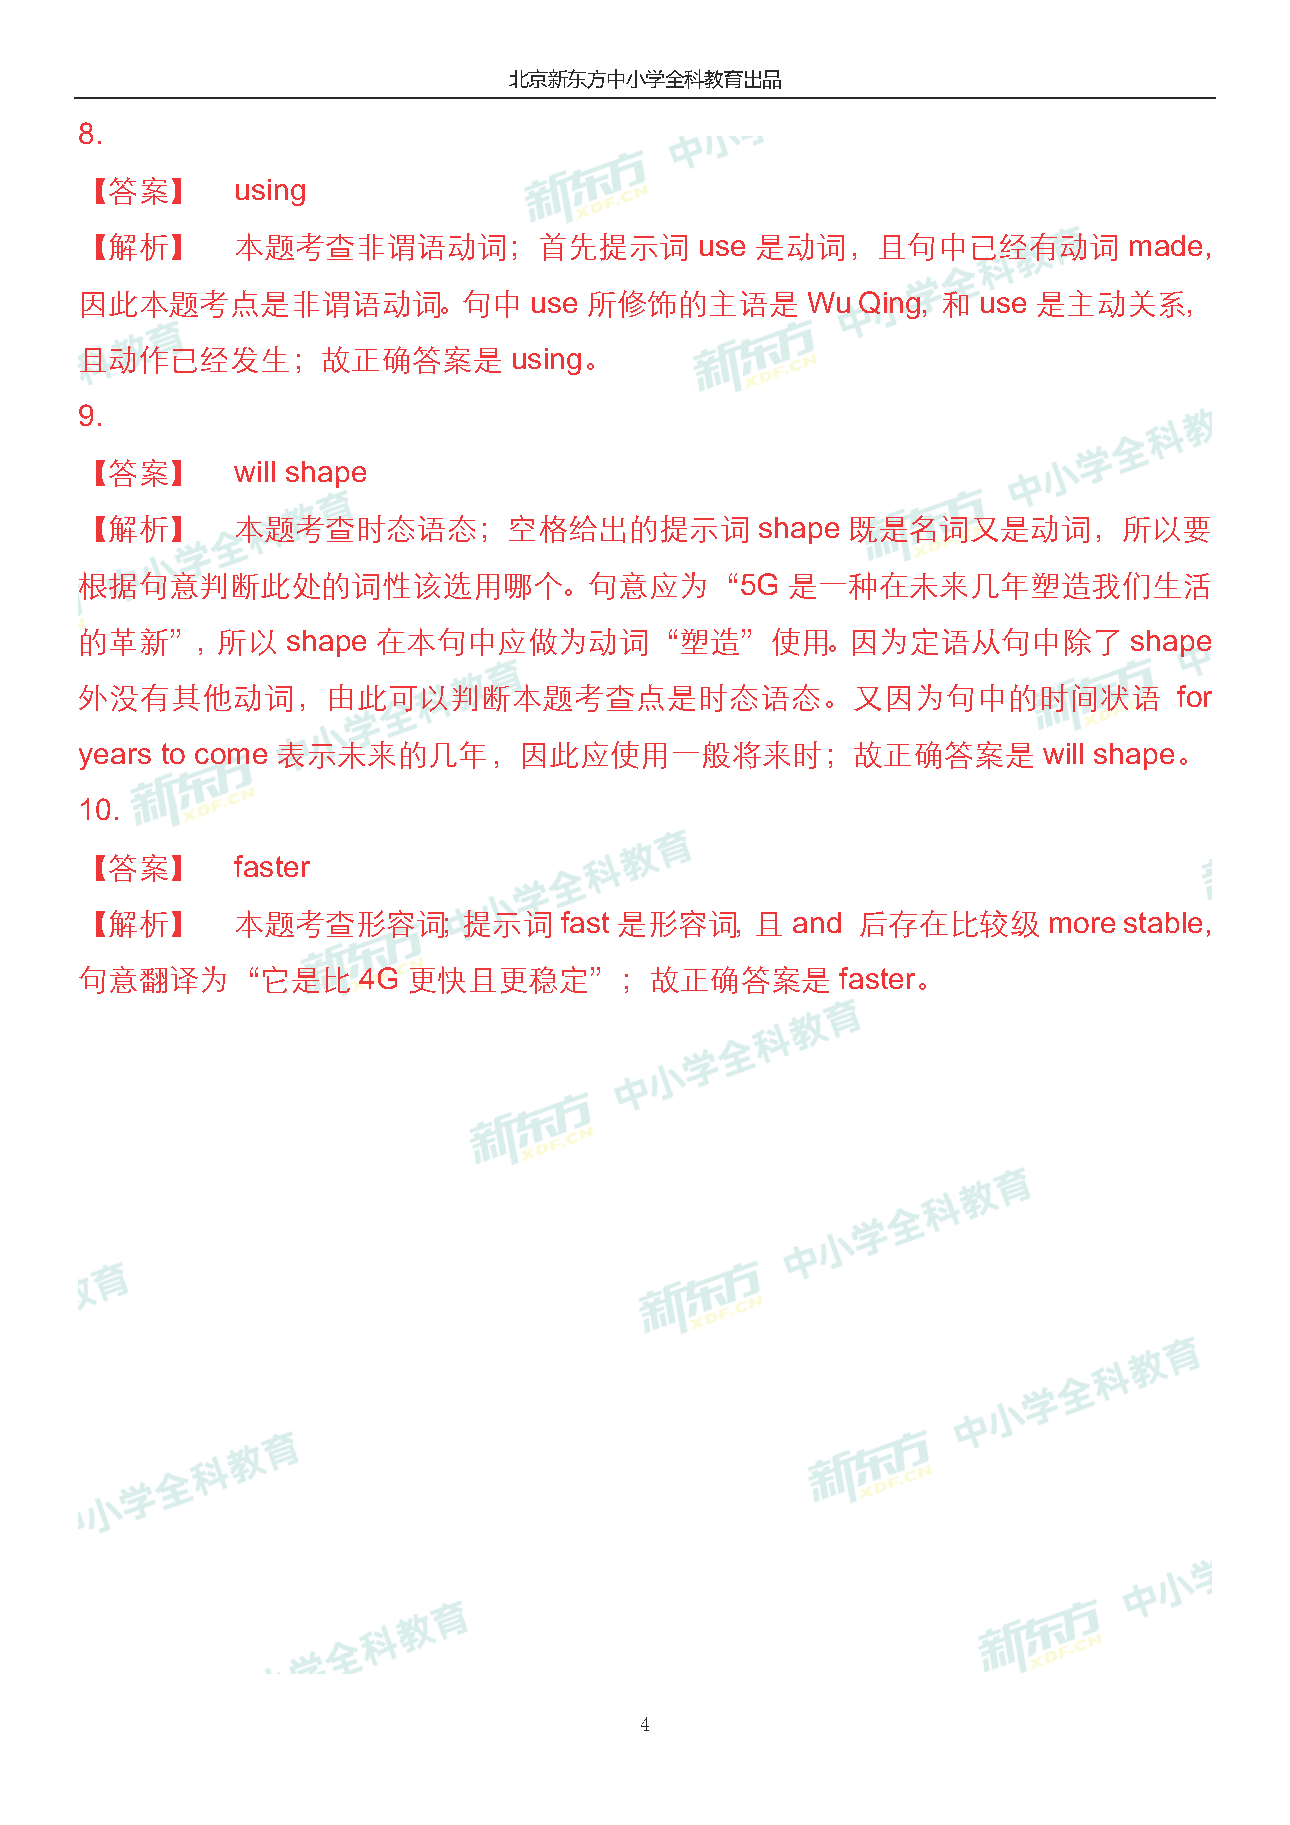 北京新东方中小学全科教育出品
8.
【答案】 using
【解析】 本题考查非谓语动词；首先提示词 use 是动词，且句中已经有动词 made,
因此本题考点是非谓语动词。句中 use 所修饰的主语是 Wu Qing, 和 use 是主动关系，
且动作已经发生；故正确答案是 using。
9.
【答案】 will shape
【解析】 本题考查时态语态；空格给出的提示词 shape 既是名词又是动词，所以要
根据句意判断此处的词性该选用哪个。句意应为“5G 是一种在未来几年塑造我们生活
的革新”, 所以 shape 在本句中应做为动词“塑造”使用。因为定语从句中除了 shape
外没有其他动词，由此可以判断本题考查点是时态语态。又因为句中的时间状语 for
years to come 表示未来的几年，因此应使用一般将来时；故正确答案是 will shape。
10.
【答案】 faster
【解析】 本题考查形容词; 提示词 fast 是形容词, 且 and 后存在比较级 more stable,
句意翻译为“它是比 4G 更快且更稳定”；故正确答案是 faster。
新东方 XDF.CN 中小学全科教育
4